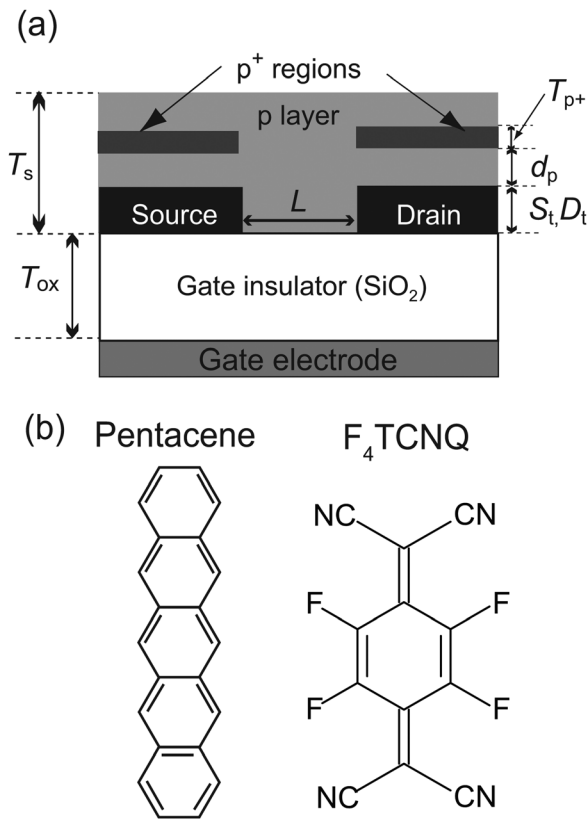 (a)
p⁺ regions
p layer
Tₚ₊
Tₛ
dₚ
Source
L
Drain
Sₜ,Dₜ
Tₒₓ
Gate insulator (SiO₂)
Gate electrode
(b)
Pentacene
F₄TCNQ
NC
CN
F
F
F
F
NC
CN